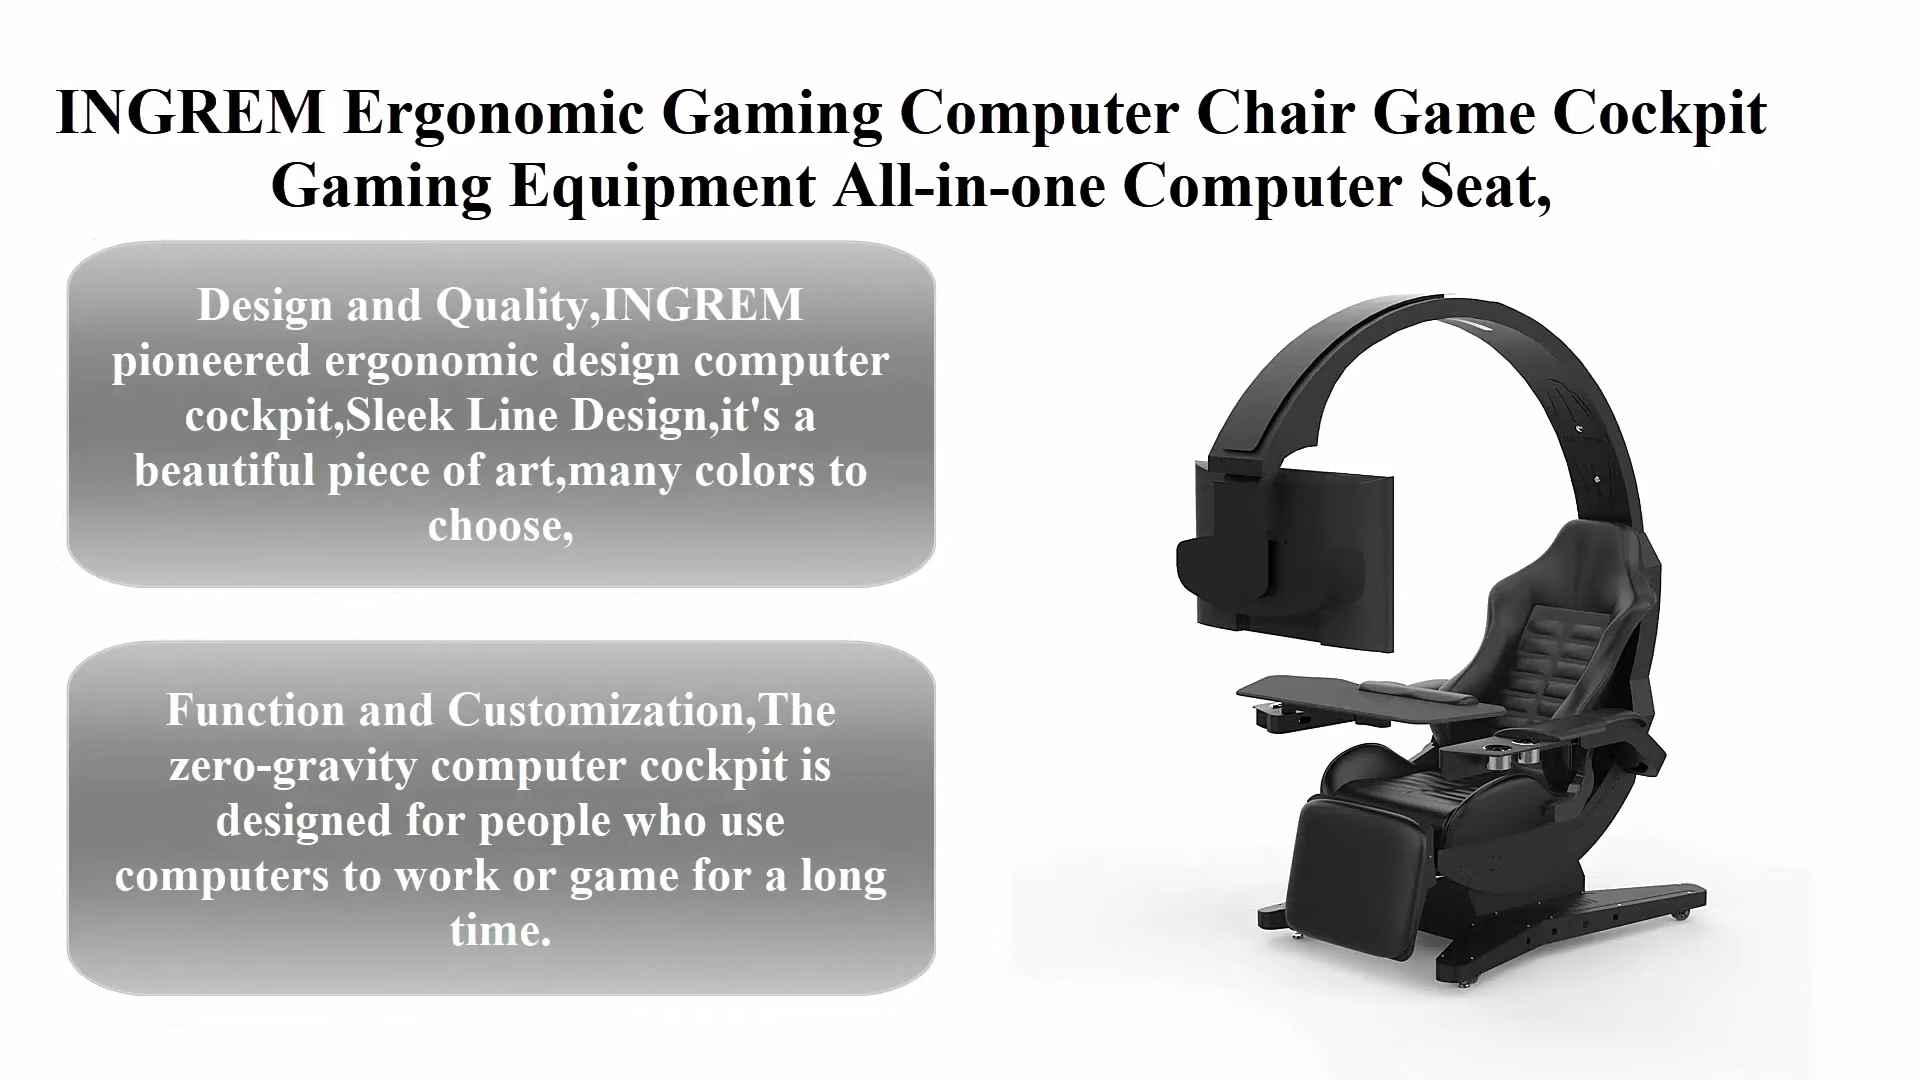 INGREM Ergonomic Gaming Computer Chair Game Cockpit
Gaming Equipment All-in-one Computer Seat,
Design and Quality,INGREM
pioneered ergonomic design computer
cockpit,Sleek Line Design,it's a
beautiful piece of art,many colors to
choose,
Function and Customization,The
zero-gravity computer cockpit is
designed for people who use
computers to work or game for a long
time.